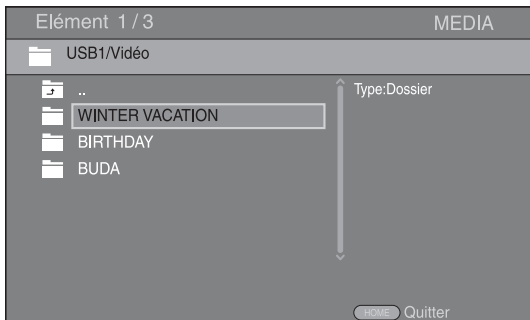 Elément 1 / 3 MEDIA
USB1/Vidéo
..
WINTER VACATION
BIRTHDAY
BUDA
Type:Dossier
HOME Quitter